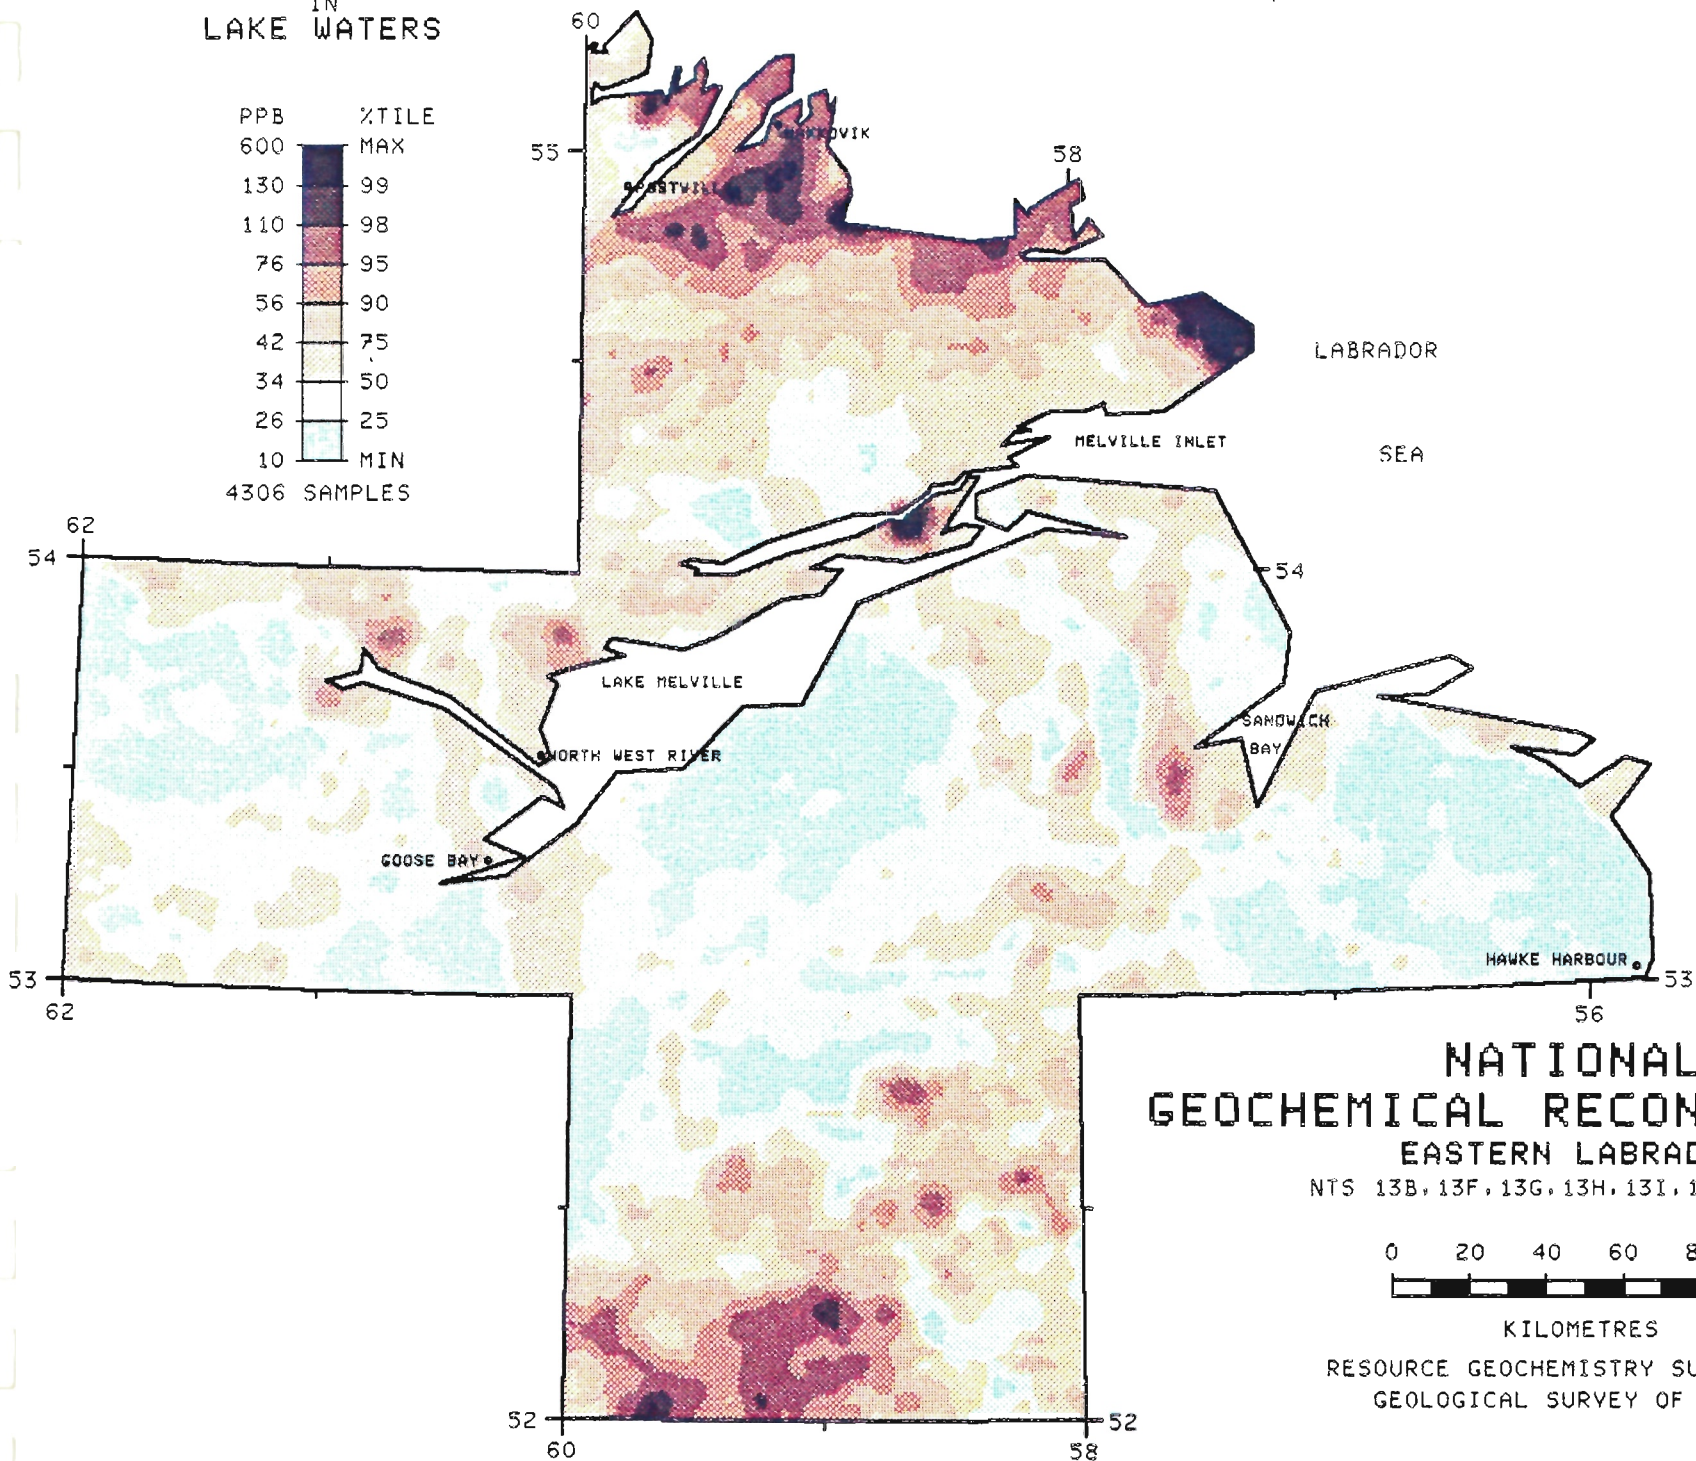 IN
LAKE WATERS
PPB %TILE
600 MAX
130 99
110 98
76 95
56 90
42 75
34 50
26 25
10 MIN
4306 SAMPLES
60
55
MAKKOVIK
58
POSTVILLE
LABRADOR
SEA
MELVILLE INLET
62
54
54
LAKE MELVILLE
SANDWICH
BAY
NORTH WEST RIVER
GOOSE BAY
HAWKE HARBOUR
53
53
62
56
NATIONAL
GEOCHEMICAL RECON
EASTERN LABRAD
NTS 13B, 13F, 13G, 13H, 13I, 1
0 20 40 60 8
KILOMETRES
RESOURCE GEOCHEMISTRY SU
GEOLOGICAL SURVEY OF
52
52
60
58